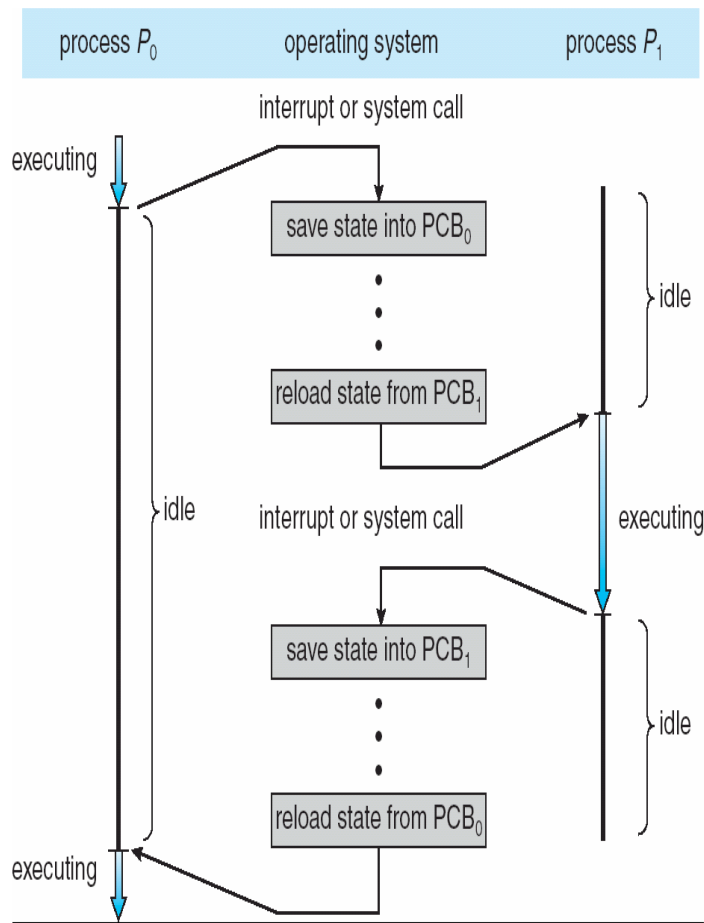 process P₀ operating system process P₁
interrupt or system call
executing
save state into PCB₀
idle
reload state from PCB₁
idle
interrupt or system call
executing
save state into PCB₁
idle
reload state from PCB₀
executing